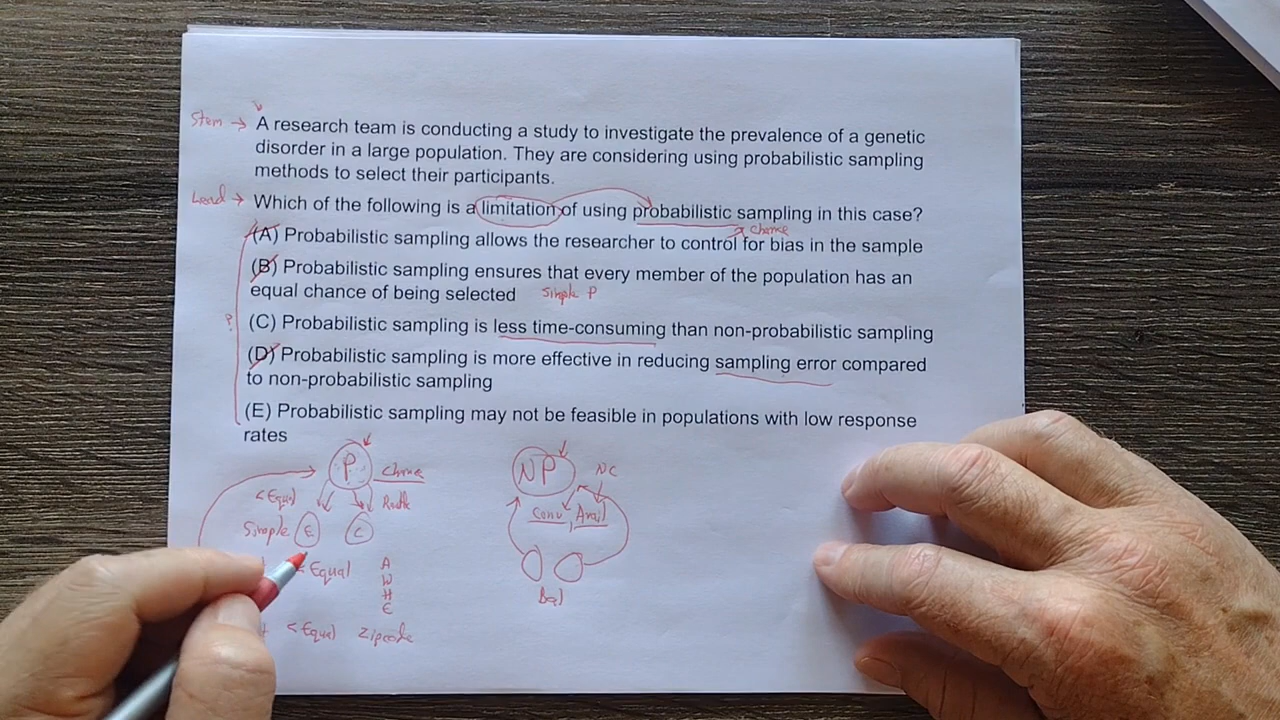 Stem → A research team is conducting a study to investigate the prevalence of a genetic
disorder in a large population. They are considering using probabilistic sampling
methods to select their participants.
Lead → Which of the following is a limitation of using probabilistic sampling in this case?
chance
(A) Probabilistic sampling allows the researcher to control for bias in the sample
(B) Probabilistic sampling ensures that every member of the population has an
equal chance of being selected Simple P
(C) Probabilistic sampling is less time-consuming than non-probabilistic sampling
?
(D) Probabilistic sampling is more effective in reducing sampling error compared
to non-probabilistic sampling
(E) Probabilistic sampling may not be feasible in populations with low response
rates
P Chance NP NC
< Equal
Conv, Avail
Simple E C
< Equal A
W
H
E
< Equal Zipcode